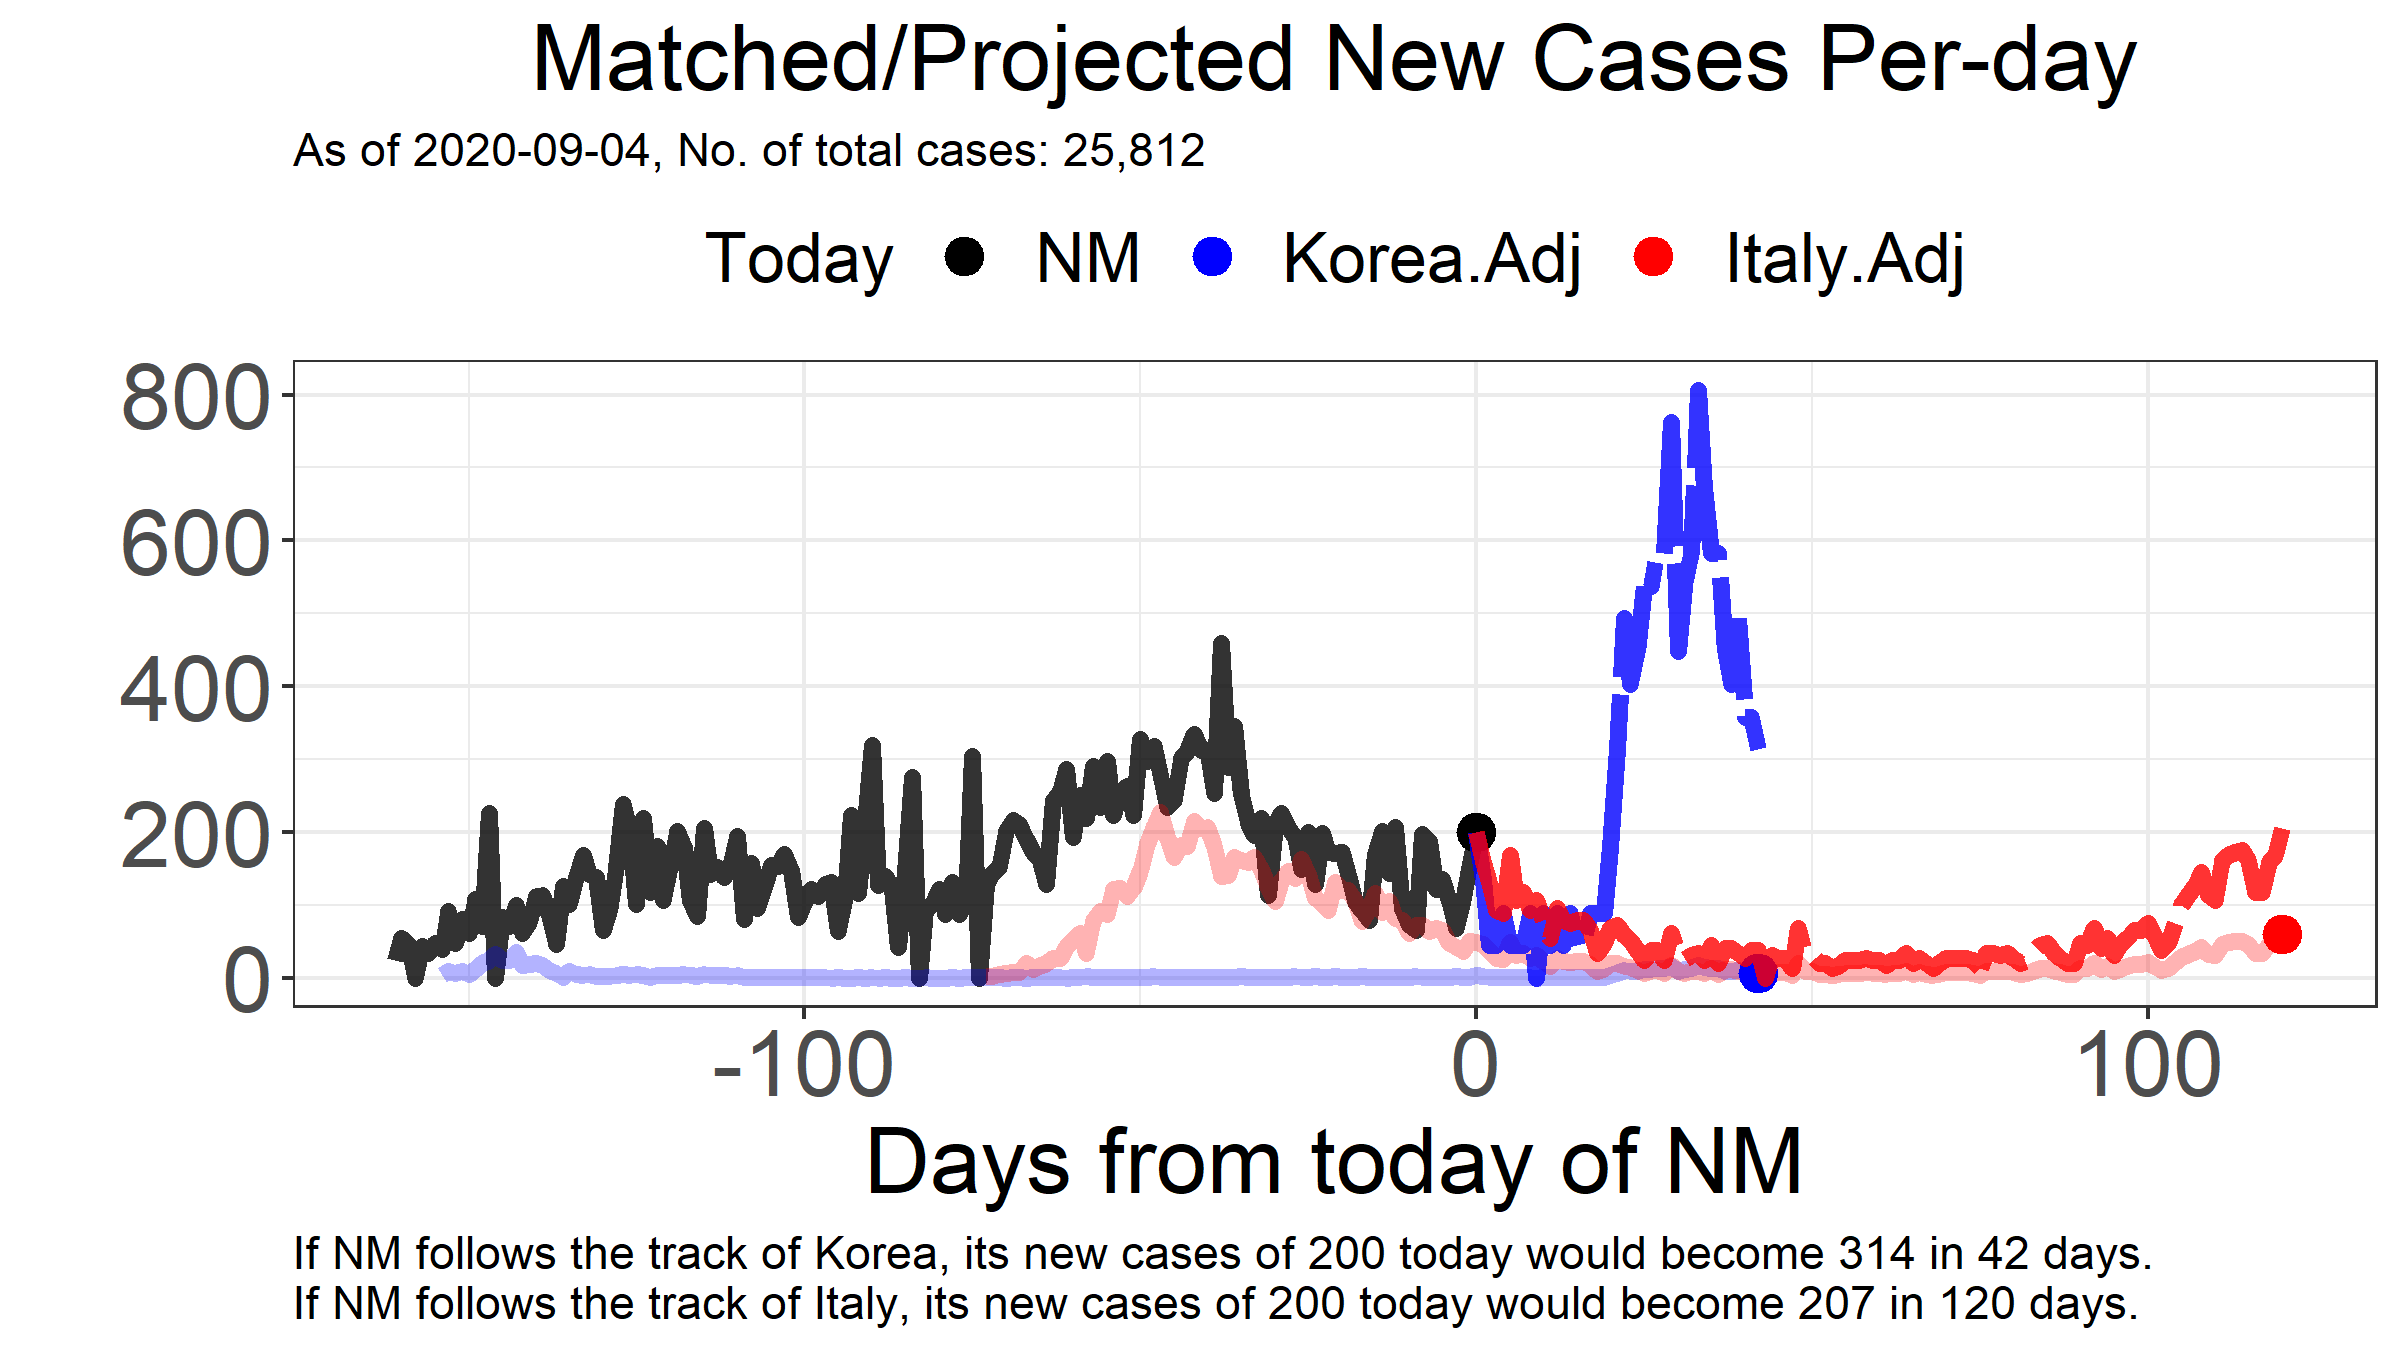 Matched/Projected New Cases Per-day
As of 2020-09-04, No. of total cases: 25,812
Today NM Korea.Adj Italy.Adj
800
600
400
200
0
-100 0 100
Days from today of NM
If NM follows the track of Korea, its new cases of 200 today would become 314 in 42 days.
If NM follows the track of Italy, its new cases of 200 today would become 207 in 120 days.